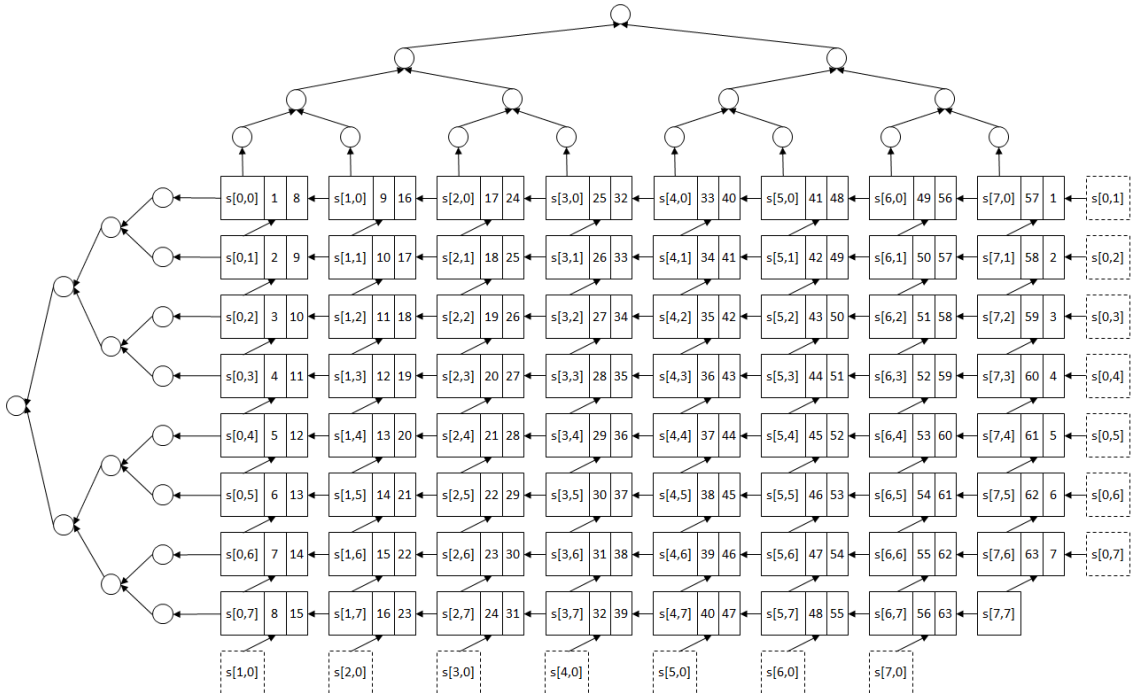 s[0,0] 1 8 s[1,0] 9 16 s[2,0] 17 24 s[3,0] 25 32 s[4,0] 33 40 s[5,0] 41 48 s[6,0] 49 56 s[7,0] 57 1 s[0,1]
s[0,1] 2 9 s[1,1] 10 17 s[2,1] 18 25 s[3,1] 26 33 s[4,1] 34 41 s[5,1] 42 49 s[6,1] 50 57 s[7,1] 58 2 s[0,2]
s[0,2] 3 10 s[1,2] 11 18 s[2,2] 19 26 s[3,2] 27 34 s[4,2] 35 42 s[5,2] 43 50 s[6,2] 51 58 s[7,2] 59 3 s[0,3]
s[0,3] 4 11 s[1,3] 12 19 s[2,3] 20 27 s[3,3] 28 35 s[4,3] 36 43 s[5,3] 44 51 s[6,3] 52 59 s[7,3] 60 4 s[0,4]
s[0,4] 5 12 s[1,4] 13 20 s[2,4] 21 28 s[3,4] 29 36 s[4,4] 37 44 s[5,4] 45 52 s[6,4] 53 60 s[7,4] 61 5 s[0,5]
s[0,5] 6 13 s[1,5] 14 21 s[2,5] 22 29 s[3,5] 30 37 s[4,5] 38 45 s[5,5] 46 53 s[6,5] 54 61 s[7,5] 62 6 s[0,6]
s[0,6] 7 14 s[1,6] 15 22 s[2,6] 23 30 s[3,6] 31 38 s[4,6] 39 46 s[5,6] 47 54 s[6,6] 55 62 s[7,6] 63 7 s[0,7]
s[0,7] 8 15 s[1,7] 16 23 s[2,7] 24 31 s[3,7] 32 39 s[4,7] 40 47 s[5,7] 48 55 s[6,7] 56 63 s[7,7]
s[1,0] s[2,0] s[3,0] s[4,0] s[5,0] s[6,0] s[7,0]